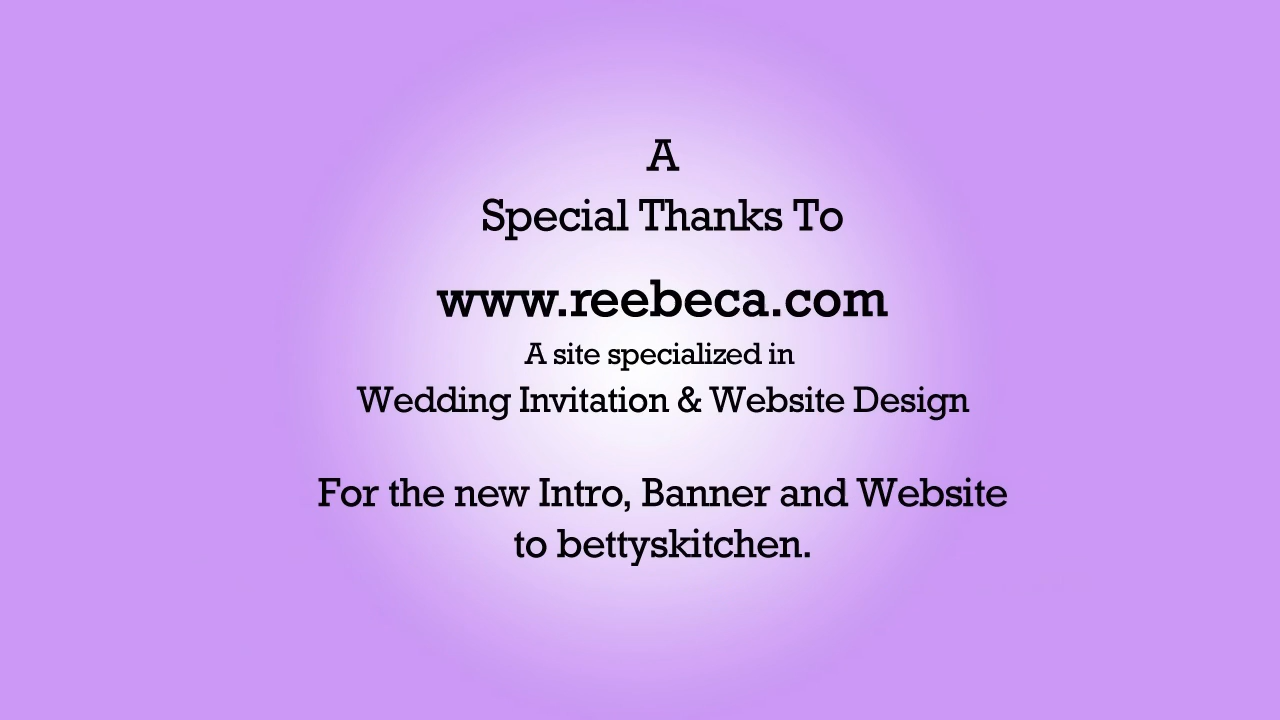 A
Special Thanks To
www.reebeca.com
A site specialized in
Wedding Invitation & Website Design
For the new Intro, Banner and Website
to bettyskitchen.